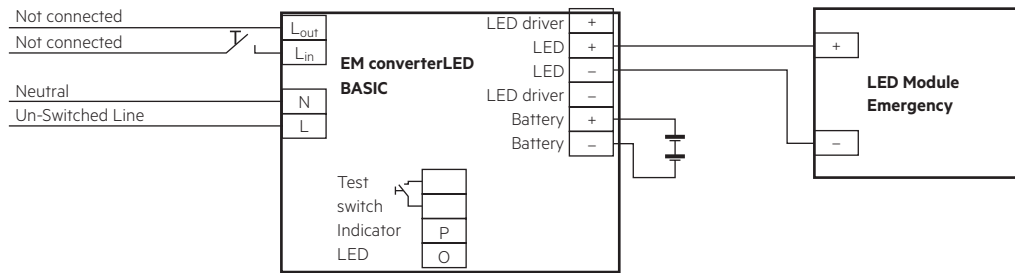 Not connected
Not connected
Neutral
Un-Switched Line
Lout
Lin
N
L
EM converterLED
BASIC
Test
switch
Indicator P
LED O
LED driver +
LED +
LED –
LED driver –
Battery +
Battery –
+
–
LED Module
Emergency